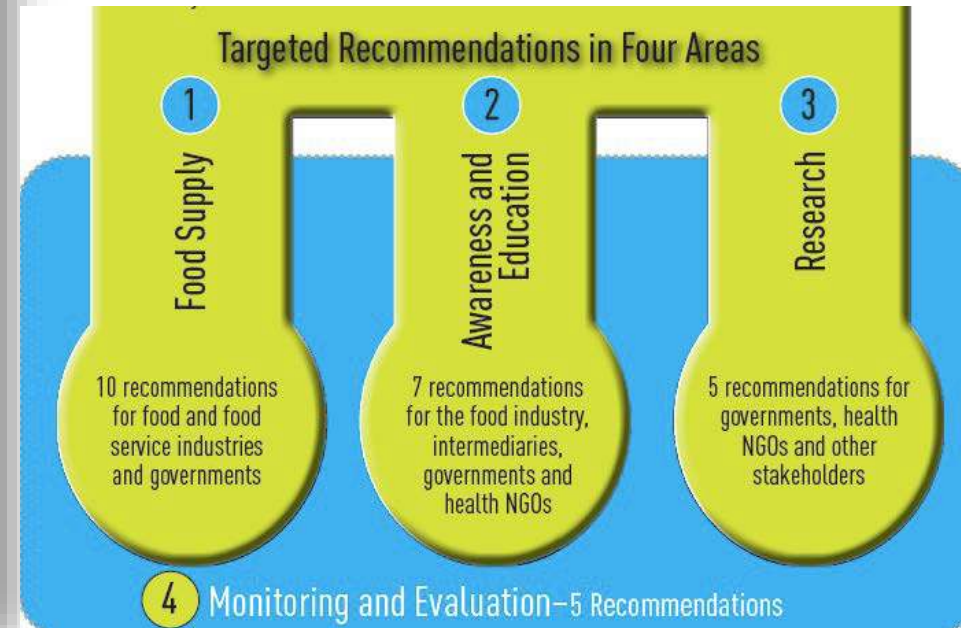 Targeted Recommendations in Four Areas
1
Food Supply
10 recommendations
for food and food
service industries
and governments
2
Awareness and
Education
7 recommendations
for the food industry,
intermediaries,
governments and
health NGOs
3
Research
5 recommendations for
governments, health
NGOs and other
stakeholders
4 Monitoring and Evaluation–5 Recommendations